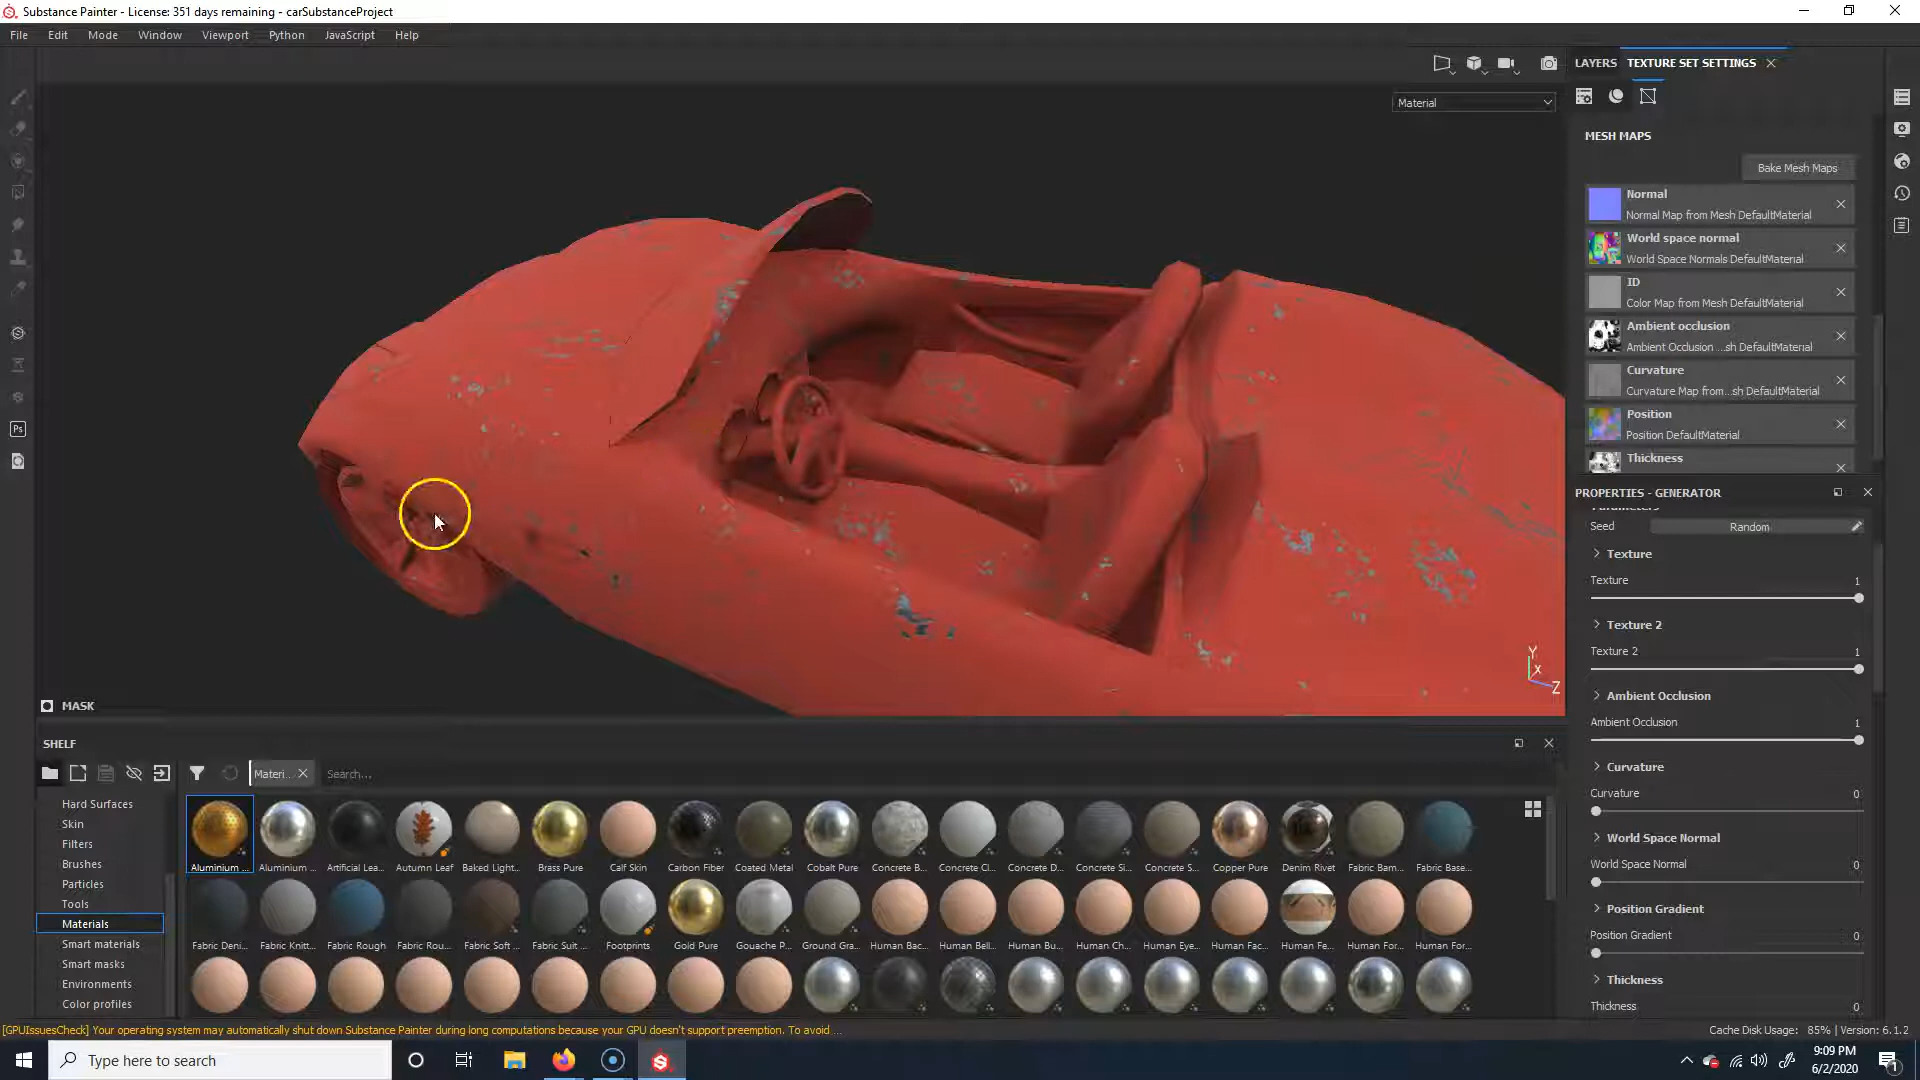 Substance Painter - License: 351 days remaining - carSubstanceProject
File Edit Mode Window Viewport Python JavaScript Help
Material
LAYERS TEXTURE SET SETTINGS
MESH MAPS
Bake Mesh Maps
Normal
Normal Map from Mesh DefaultMaterial
World space normal
World Space Normals DefaultMaterial
ID
Color Map from Mesh DefaultMaterial
Ambient occlusion
Ambient Occlusion ...sh DefaultMaterial
Curvature
Curvature Map from...sh DefaultMaterial
Position
Position DefaultMaterial
Thickness
PROPERTIES - GENERATOR
Seed Random
Texture
Texture 1
Texture 2
Texture 2 1
Ambient Occlusion
Ambient Occlusion 1
Curvature
Curvature 0
World Space Normal
World Space Normal 0
Position Gradient
Position Gradient 0
Thickness
Thickness 0
Y
X
Z
MASK
SHELF
Materi... Search...
Hard Surfaces
Skin
Filters
Brushes
Particles
Tools
Materials
Smart materials
Smart masks
Environments
Color profiles
Aluminium ... Aluminium ... Artificial Lea... Autumn Leaf Baked Light... Brass Pure Calf Skin Carbon Fiber Coated Metal Cobalt Pure Concrete B... Concrete Cl... Concrete D... Concrete Si... Concrete S... Copper Pure Denim Rivet Fabric Bam... Fabric Base...
Fabric Deni... Fabric Knitt... Fabric Rough Fabric Rou... Fabric Soft ... Fabric Suit ... Footprints Gold Pure Gouache P... Ground Gra... Human Bac... Human Bell... Human Bu... Human Ch... Human Eye... Human Fac... Human Fe... Human For... Human For...
Ps
[GPUIssuesCheck] Your operating system may automatically shut down Substance Painter during long computations because your GPU doesn't support preemption. To avoid ...
Cache Disk Usage: 85% | Version: 6.1.2
Type here to search
9:09 PM
6/2/2020
1